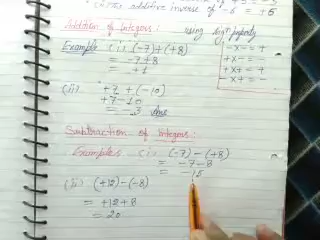 additive inverse of -6 = +6
Addition of Integers: using sign property
Example (i) (-7)+(+8)
= -7+8
= +1
- x - = +
+ x - = -
+ x + = +
- x + = -
(ii) +7 + (-10)
+7-10
= -3 Ans
Subtraction of Integers:
Examples (i) (-7) - (+8)
= -7-8
= -15
(ii) (+12) - (-8)
= +12+8
= 20